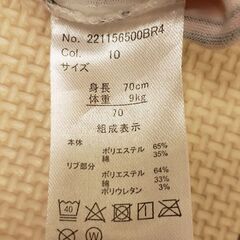 No. 221156500BR4
Col. 10
サイズ
身長 70cm
体重 9kg
70
組成表示
本体
ポリエステル 65%
綿 35%
リブ部分
ポリエステル 64%
綿 33%
ポリウレタン 3%
40
W